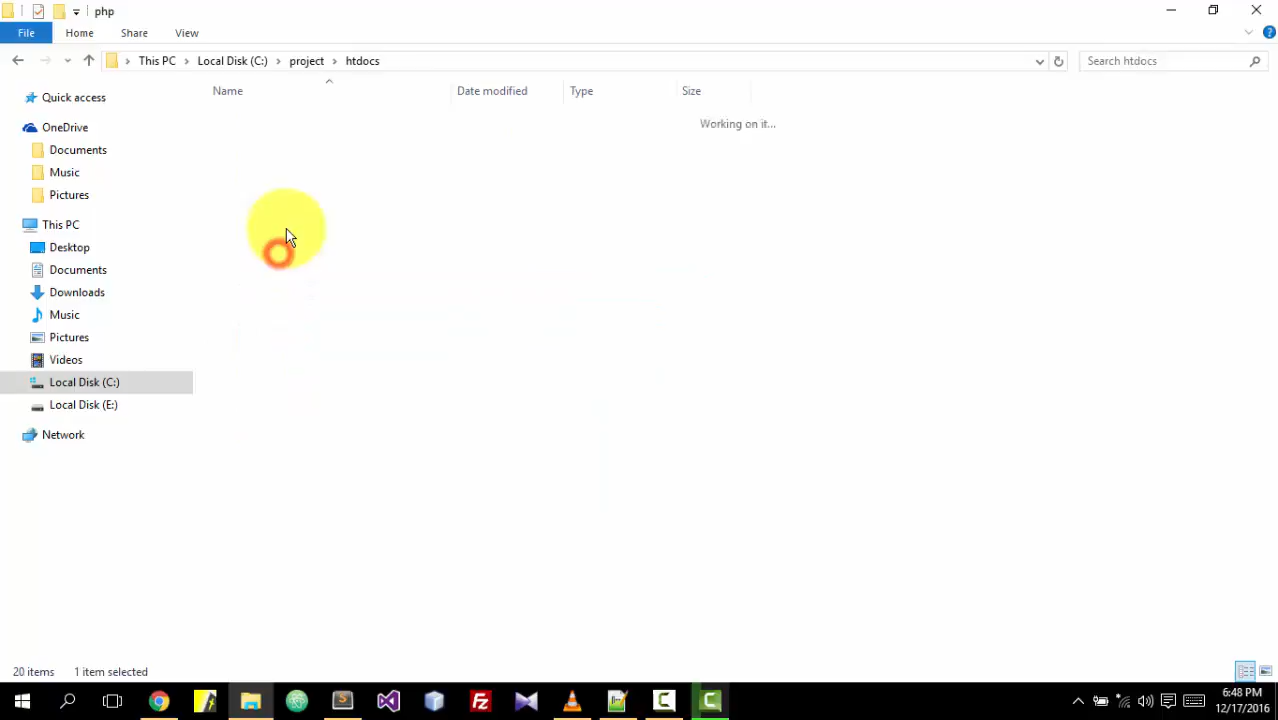 php
File Home Share View
This PC Local Disk (C:) project htdocs Search htdocs
Name Date modified Type Size
Working on it...
Quick access
OneDrive
Documents
Music
Pictures
This PC
Desktop
Documents
Downloads
Music
Pictures
Videos
Local Disk (C:)
Local Disk (E:)
Network
20 items 1 item selected
6:48 PM
12/17/2016